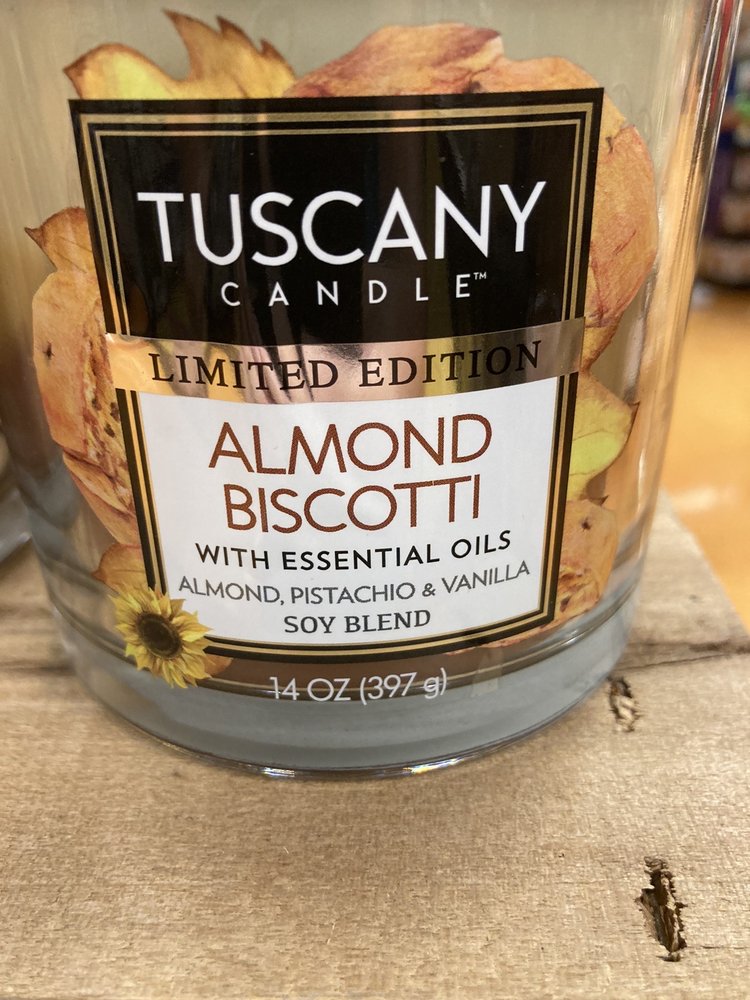 TUSCANY
CANDLE™
LIMITED EDITION
ALMOND
BISCOTTI
WITH ESSENTIAL OILS
ALMOND, PISTACHIO & VANILLA
SOY BLEND
14 OZ (397 g)